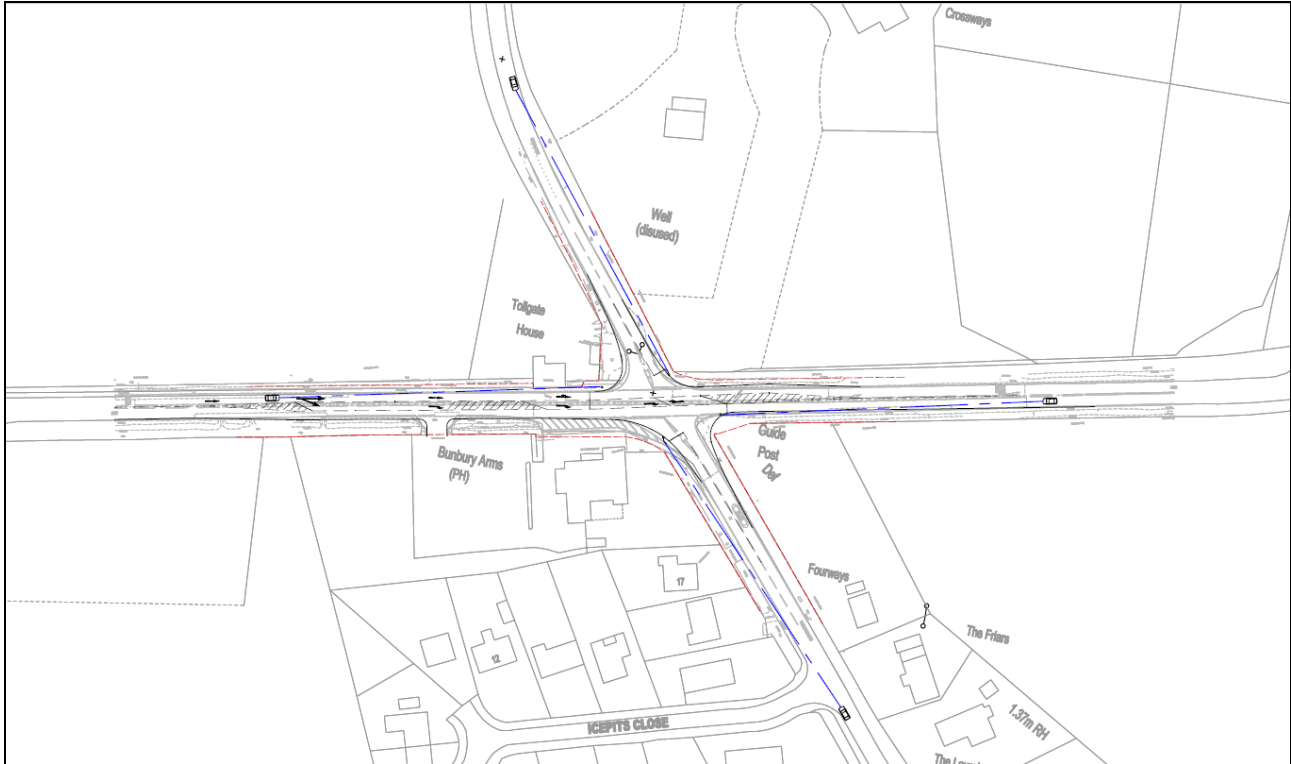 Crossways
Well
(disused)
Tollgate
House
Bunbury Arms
(PH)
Guide
Post
Def
17
Fourways
12
The Friars
ICEPITS CLOSE
1.37m RH